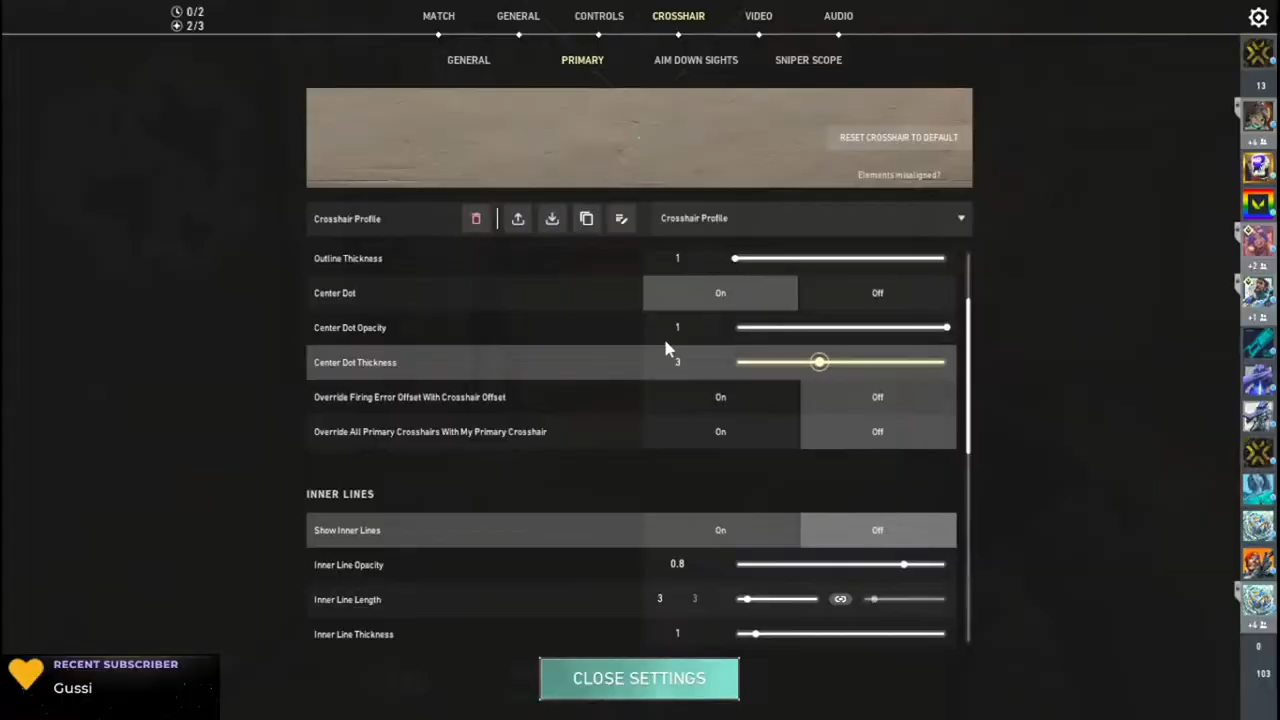 0/2
2/3
MATCH GENERAL CONTROLS CROSSHAIR VIDEO AUDIO
GENERAL PRIMARY AIM DOWN SIGHTS SNIPER SCOPE
RESET CROSSHAIR TO DEFAULT
Elements misaligned?
Crosshair Profile Crosshair Profile
Outline Thickness 1
Center Dot On Off
Center Dot Opacity 1
Center Dot Thickness 3
Override Firing Error Offset With Crosshair Offset On Off
Override All Primary Crosshairs With My Primary Crosshair On Off
INNER LINES
Show Inner Lines On Off
Inner Line Opacity 0.8
Inner Line Length 3 3
Inner Line Thickness 1
CLOSE SETTINGS
RECENT SUBSCRIBER
Gussi
13
+4
+2
+1
+4
0
103